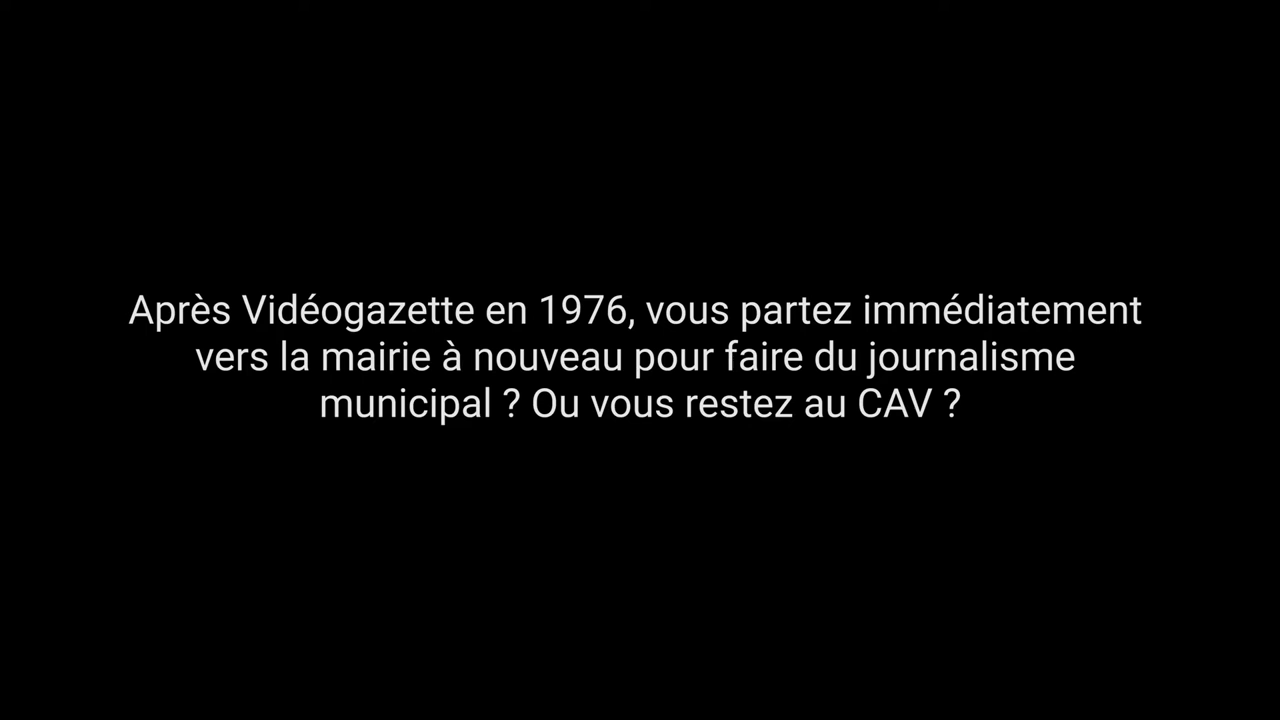 Après Vidéogazette en 1976, vous partez immédiatement
vers la mairie à nouveau pour faire du journalisme
municipal ? Ou vous restez au CAV ?